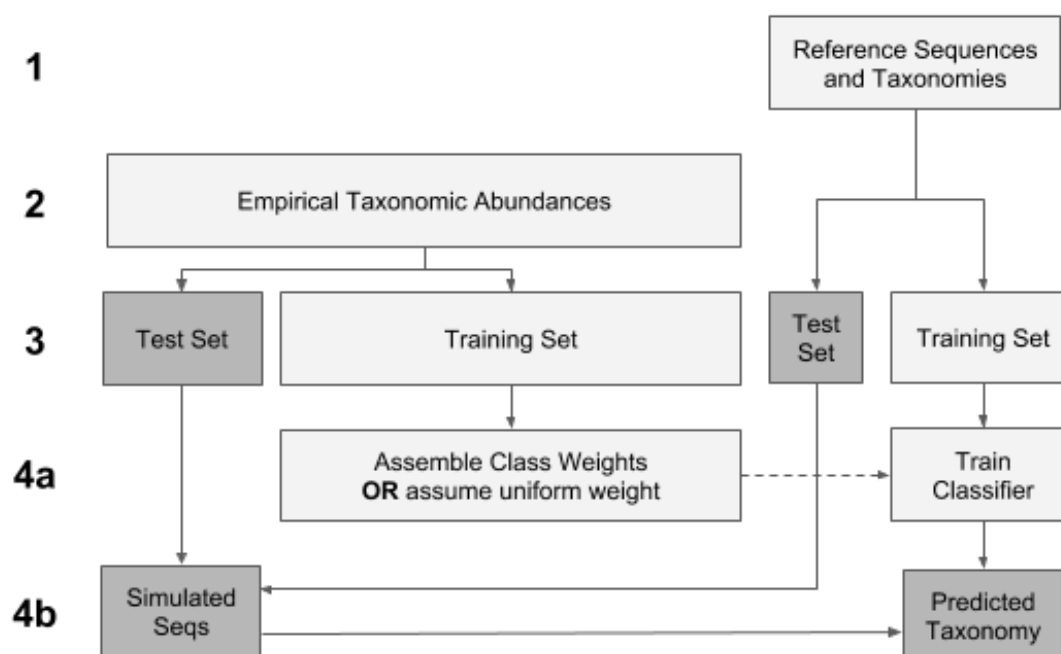 1
Reference Sequences
and Taxonomies
2
Empirical Taxonomic Abundances
3
Test Set
Training Set
Test
Set
Training Set
4a
Assemble Class Weights
OR assume uniform weight
Train
Classifier
4b
Simulated
Seqs
Predicted
Taxonomy